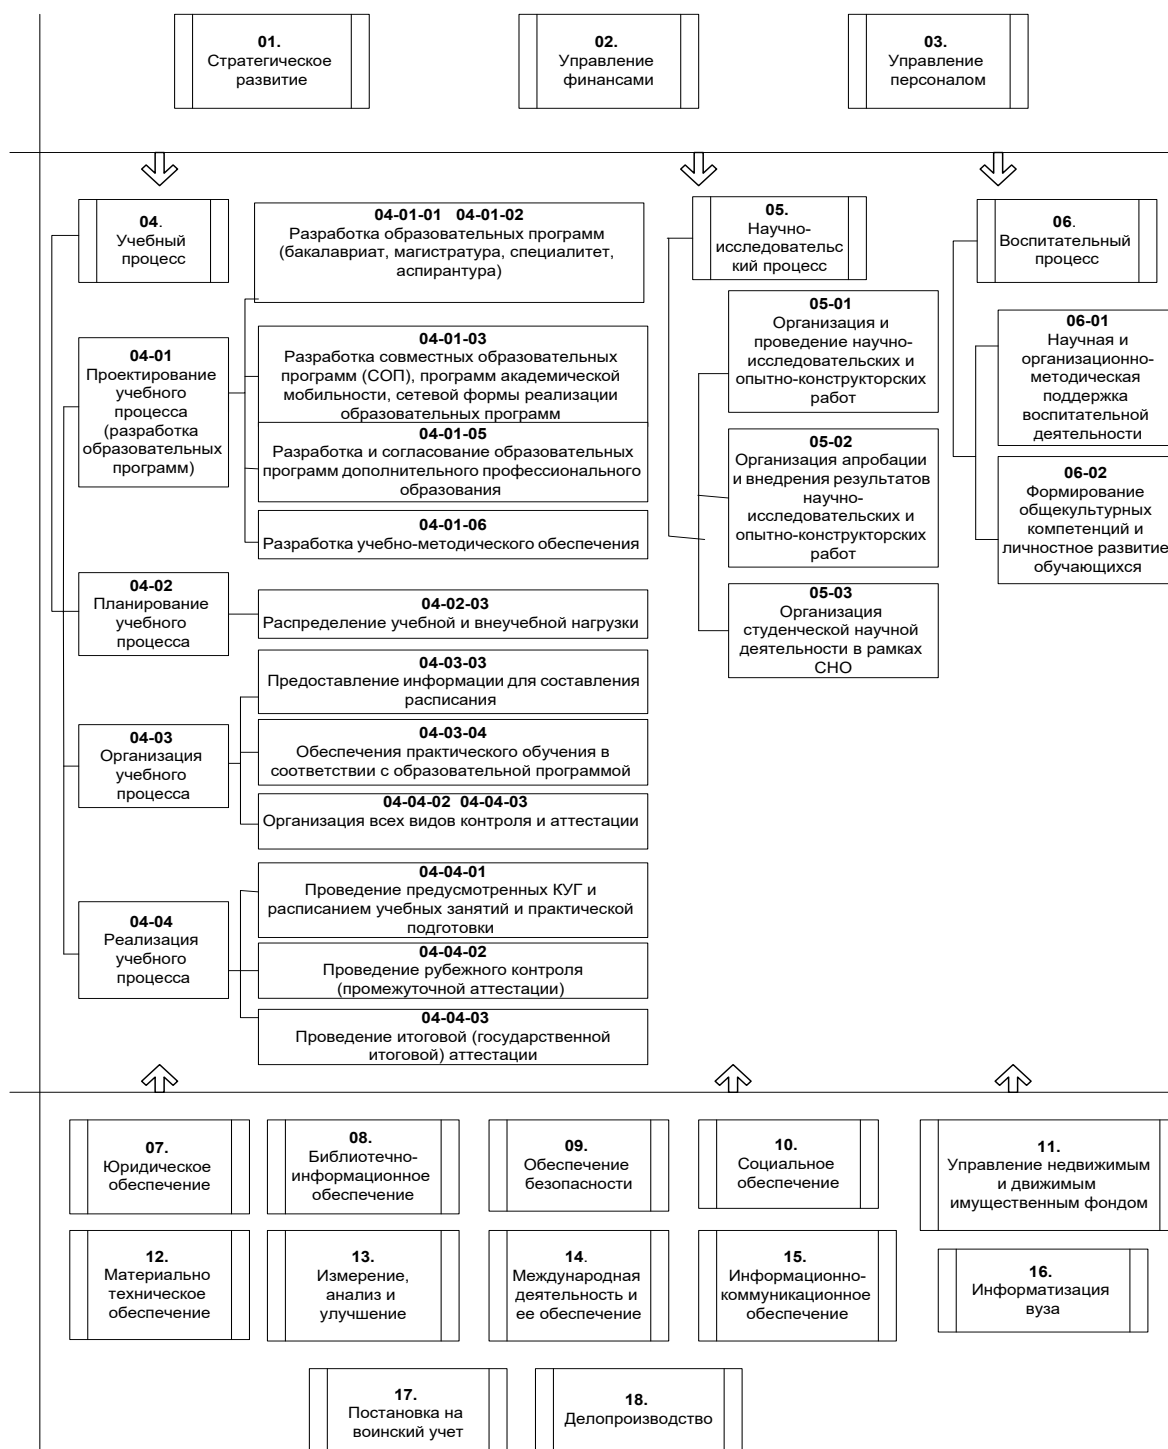 01.
Стратегическое
развитие
02.
Управление
финансами
03.
Управление
персоналом
04.
Учебный
процесс
04-01-01 04-01-02
Разработка образовательных программ
(бакалавриат, магистратура, специалитет,
аспирантура)
04-01
Проектирование
учебного
процесса
(разработка
образовательных
программ)
04-01-03
Разработка совместных образовательных
программ (СОП), программ академической
мобильности, сетевой формы реализации
образовательных программ
04-01-05
Разработка и согласование образовательных
программ дополнительного профессионального
образования
04-01-06
Разработка учебно-методического обеспечения
04-02
Планирование
учебного
процесса
04-02-03
Распределение учебной и внеучебной нагрузки
04-03
Организация
учебного
процесса
04-03-03
Предоставление информации для составления
расписания
04-03-04
Обеспечения практического обучения в
соответствии с образовательной программой
04-04-02 04-04-03
Организация всех видов контроля и аттестации
04-04
Реализация
учебного
процесса
04-04-01
Проведение предусмотренных КУГ и
расписанием учебных занятий и практической
подготовки
04-04-02
Проведение рубежного контроля
(промежуточной аттестации)
04-04-03
Проведение итоговой (государственной
итоговой) аттестации
05.
Научно-
исследовательс
кий процесс
05-01
Организация и
проведение научно-
исследовательских и
опытно-конструкторских
работ
05-02
Организация апробации
и внедрения результатов
научно-
исследовательских и
опытно-конструкторских
работ
05-03
Организация
студенческой научной
деятельности в рамках
СНО
06.
Воспитательный
процесс
06-01
Научная и
организационно-
методическая
поддержка
воспитательной
деятельности
06-02
Формирование
общекультурных
компетенций и
личностное развитие
обучающихся
07.
Юридическое
обеспечение
08.
Библиотечно-
информационное
обеспечение
09.
Обеспечение
безопасности
10.
Социальное
обеспечение
11.
Управление недвижимым
и движимым
имущественным фондом
12.
Материально
техническое
обеспечение
13.
Измерение,
анализ и
улучшение
14.
Международная
деятельность и
ее обеспечение
15.
Информационно-
коммуникационное
обеспечение
16.
Информатизация
вуза
17.
Постановка на
воинский учет
18.
Делопроизводство